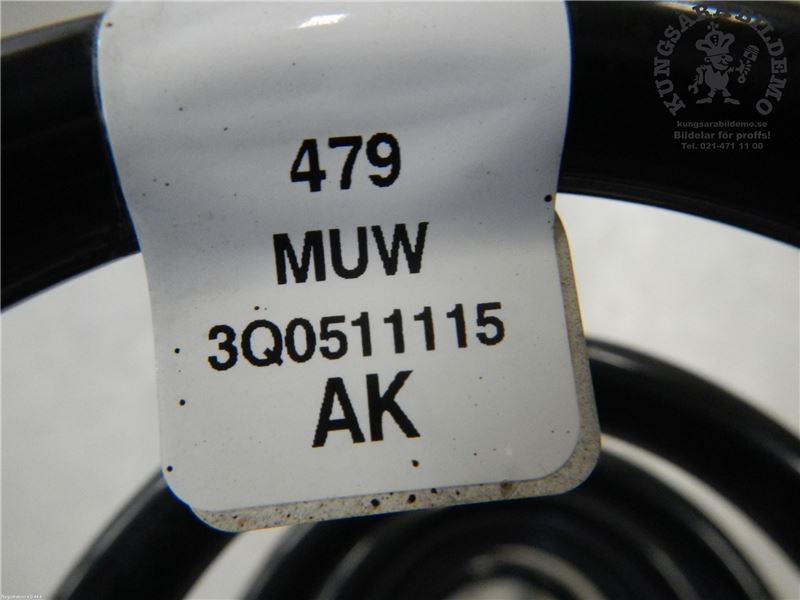 KUNGSARABILDEMO
kungsarabildemo.se
Bildelar för proffs!
Tel. 021-471 11 00
479
MUW
3Q0511115
AK